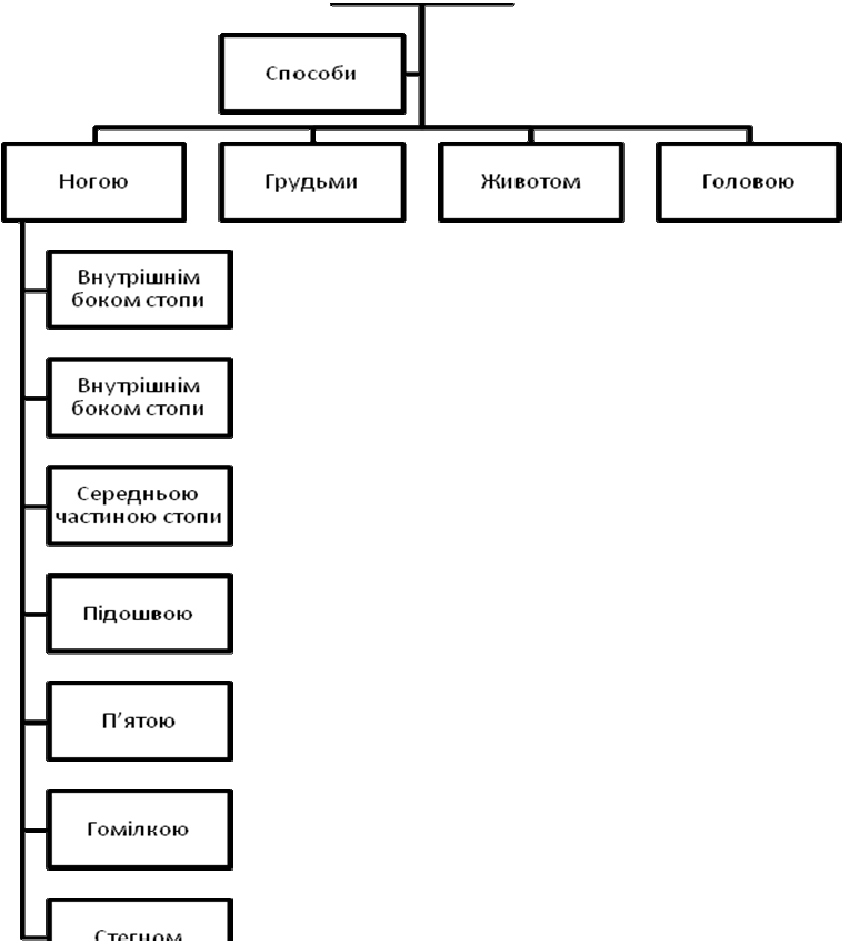 Способи
Ногою
Грудьми
Животом
Головою
Внутрішнім
боком стопи
Внутрішнім
боком стопи
Середньою
частиною стопи
Підошвою
П’ятою
Гомілкою
Стегном